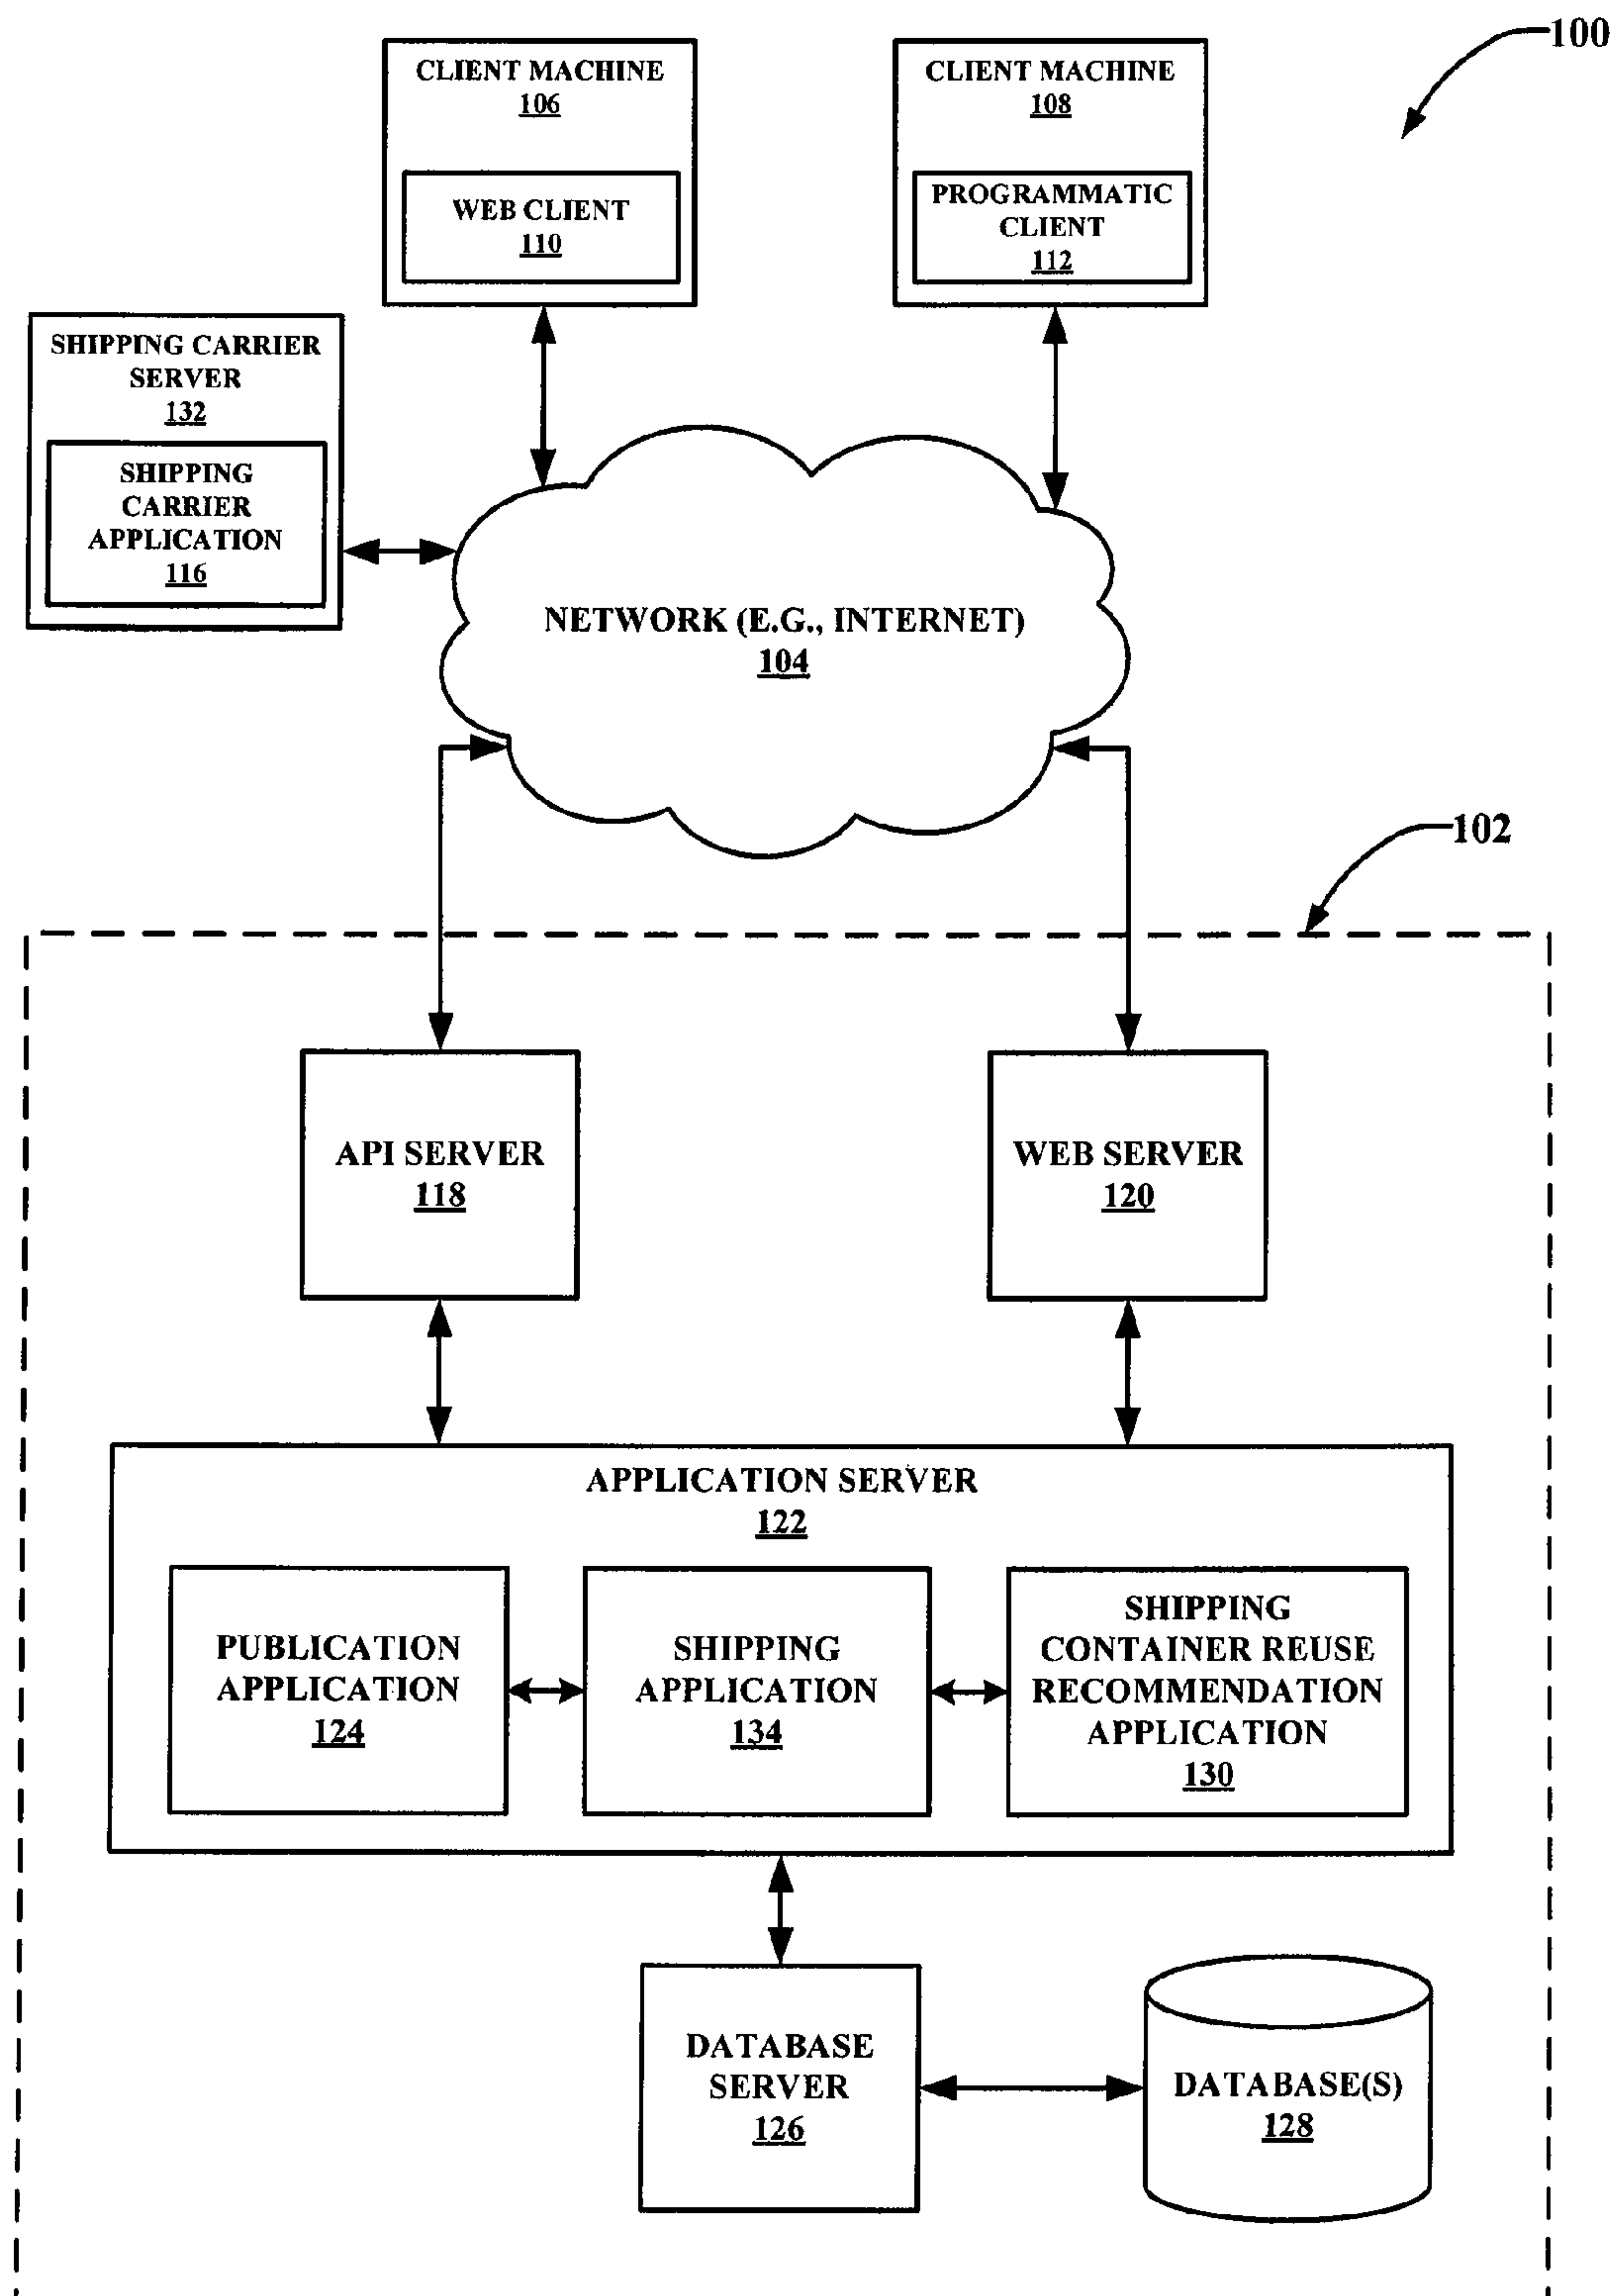 100
CLIENT MACHINE
106
WEB CLIENT
110
CLIENT MACHINE
108
PROGRAMMATIC
CLIENT
112
SHIPPING CARRIER
SERVER
132
SHIPPING
CARRIER
APPLICATION
116
NETWORK (E.G., INTERNET)
104
102
API SERVER
118
WEB SERVER
120
APPLICATION SERVER
122
PUBLICATION
APPLICATION
124
SHIPPING
APPLICATION
134
SHIPPING
CONTAINER REUSE
RECOMMENDATION
APPLICATION
130
DATABASE
SERVER
126
DATABASE(S)
128